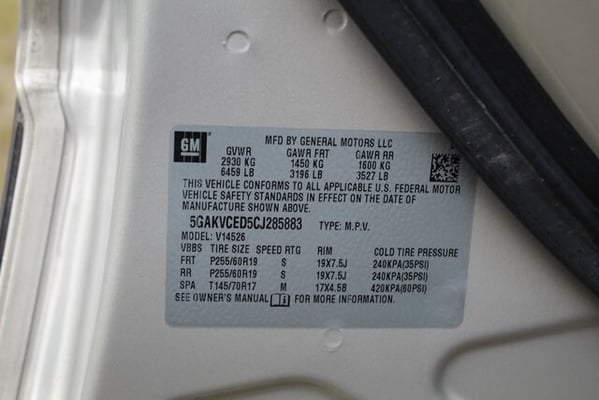 GM
MFD BY GENERAL MOTORS LLC
GVWR GAWR FRT GAWR RR
2930 KG 1450 KG 1600 KG
6459 LB 3196 LB 3527 LB
THIS VEHICLE CONFORMS TO ALL APPLICABLE U.S. FEDERAL MOTOR
VEHICLE SAFETY STANDARDS IN EFFECT ON THE DATE OF
MANUFACTURE SHOWN ABOVE.
5GAKVCED5CJ285883 TYPE: M.P.V.
MODEL: V14526
VBBS TIRE SIZE SPEED RTG RIM COLD TIRE PRESSURE
FRT P255/60R19 S 19X7.5J 240KPA(35PSI)
RR P255/60R19 S 19X7.5J 240KPA(35PSI)
SPA T145/70R17 M 17X4.5B 420KPA(60PSI)
SEE OWNER'S MANUAL FOR MORE INFORMATION.